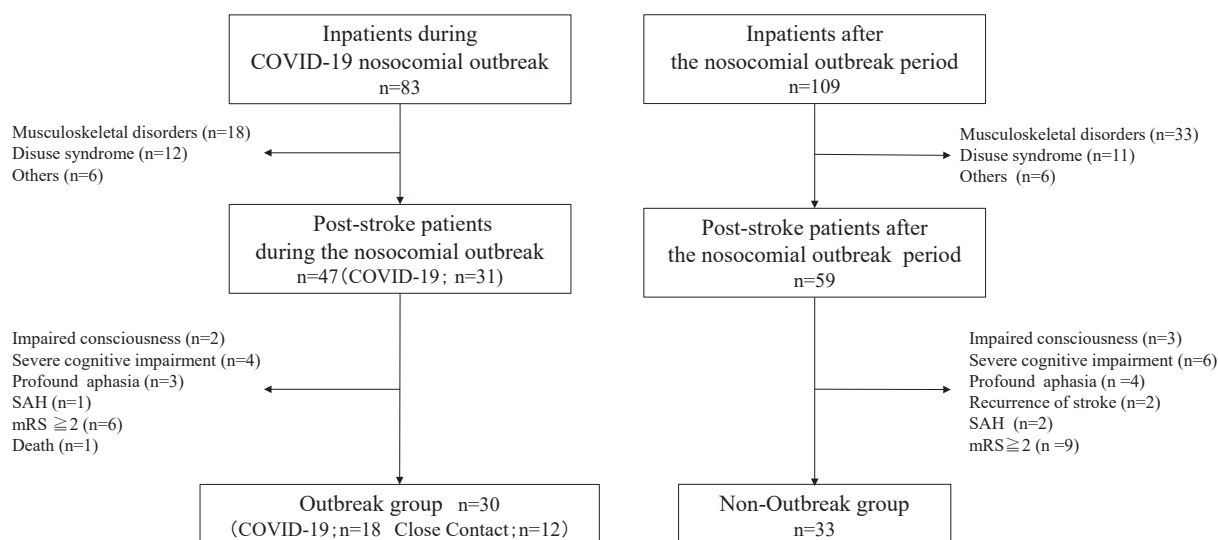 Inpatients during
COVID-19 nosocomial outbreak
n=83
Inpatients after
the nosocomial outbreak period
n=109
Musculoskeletal disorders (n=18)
Disuse syndrome (n=12)
Others (n=6)
Musculoskeletal disorders (n=33)
Disuse syndrome (n=11)
Others (n=6)
Post-stroke patients
during the nosocomial outbreak
n=47(COVID-19; n=31)
Post-stroke patients after
the nosocomial outbreak period
n=59
Impaired consciousness (n=2)
Severe cognitive impairment (n=4)
Profound aphasia (n=3)
SAH (n=1)
mRS ≧2 (n=6)
Death (n=1)
Impaired consciousness (n=3)
Severe cognitive impairment (n=6)
Profound aphasia (n =4)
Recurrence of stroke (n=2)
SAH (n=2)
mRS≧2 (n =9)
Outbreak group n=30
(COVID-19;n=18 Close Contact;n=12)
Non-Outbreak group
n=33